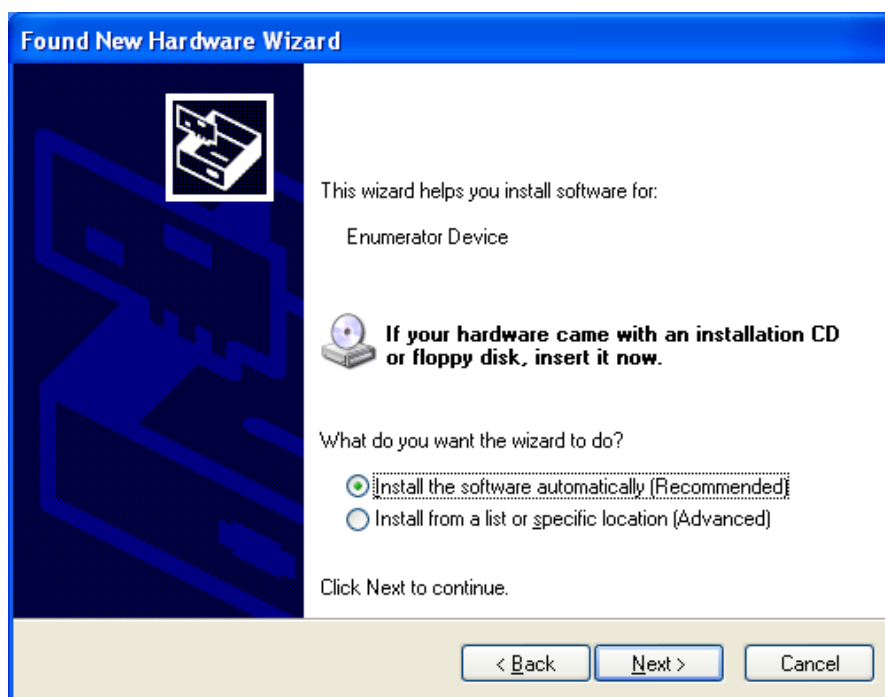 Found New Hardware Wizard
This wizard helps you install software for:
Enumerator Device
If your hardware came with an installation CD
or floppy disk, insert it now.
What do you want the wizard to do?
Install the software automatically (Recommended)
Install from a list or specific location (Advanced)
Click Next to continue.
< Back Next > Cancel